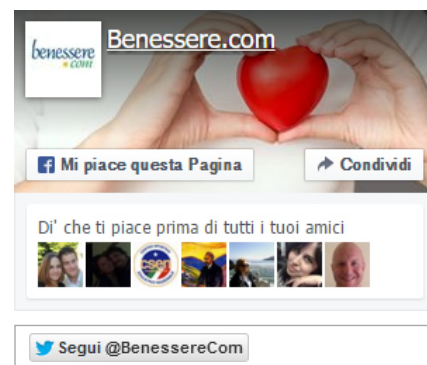 benessere
com
Benessere.com
Mi piace questa Pagina
Condividi
Di' che ti piace prima di tutti i tuoi amici
csen
Segui @BenessereCom